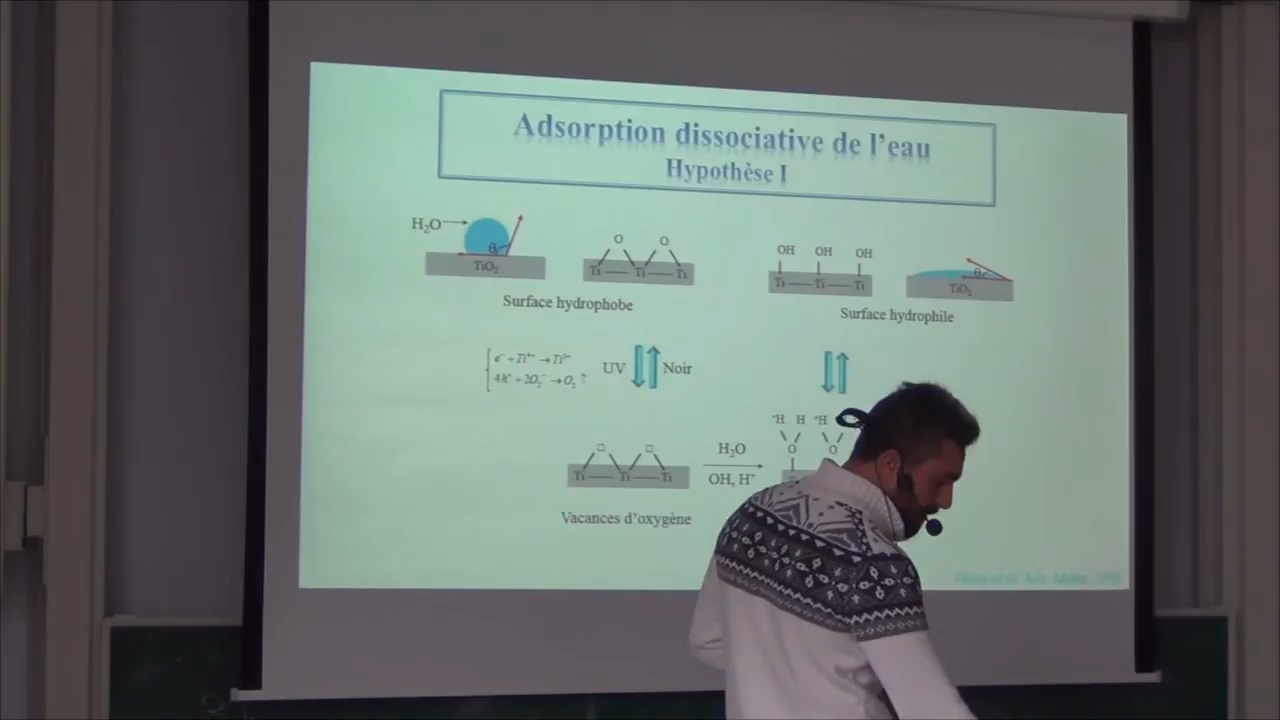 Adsorption dissociative de l'eau
Hypothèse I
H₂O
θ
TiO₂
O O
Ti Ti Ti
OH OH OH
Ti Ti Ti
θ
TiO₂
Surface hydrophobe
Surface hydrophile
e⁻ + Ti⁴⁺ → Ti³⁺
4h⁺ + 2O₂⁻ → O₂ ↑
UV
Noir
⁺H H ⁺H
O O
Ti Ti Ti
H₂O
OH, H⁺
Vacances d'oxygène